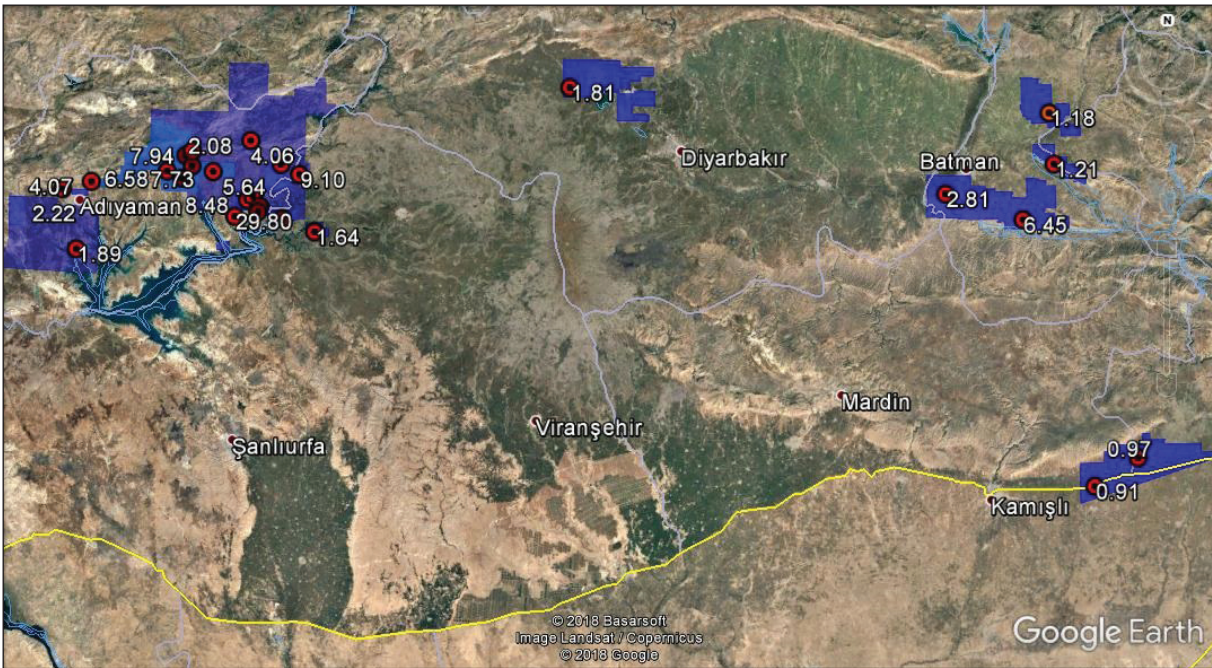 N
1.81
1.18
7.94 2.08
4.06
Diyarbakır
Batman
1.21
4.07
6.58 7.73
9.10
2.22 Adıyaman
5.64
8.48
2.81
29.80
1.64
6.45
1.89
Mardin
Viranşehir
Şanlıurfa
0.97
0.91
Kamışlı
© 2018 Basarsoft
Image Landsat / Copernicus
© 2018 Google
Google Earth